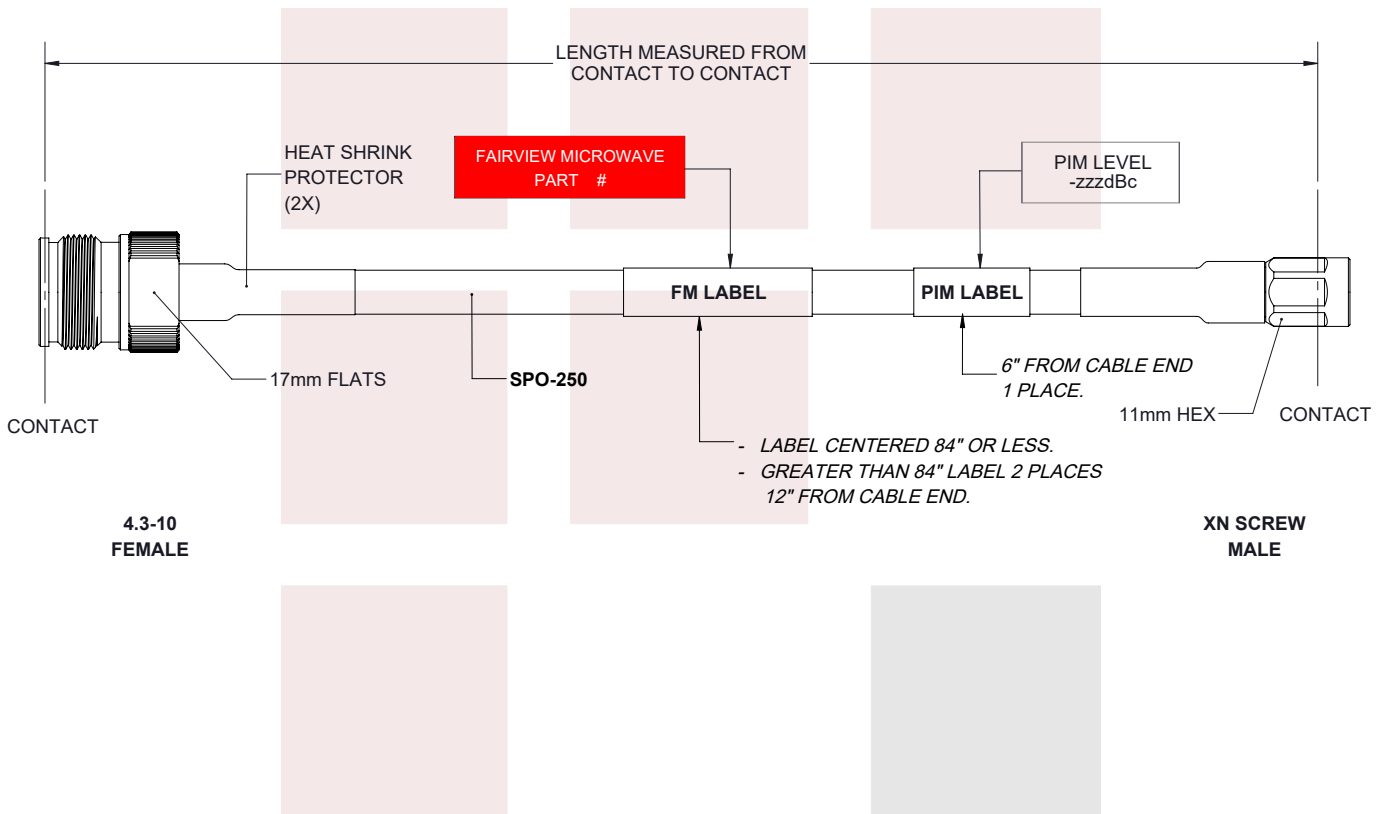 LENGTH MEASURED FROM
CONTACT TO CONTACT
HEAT SHRINK
PROTECTOR
(2X)
FAIRVIEW MICROWAVE
PART #
PIM LEVEL
-zzzdBc
FM LABEL
PIM LABEL
17mm FLATS
SPO-250
6" FROM CABLE END
1 PLACE.
11mm HEX
CONTACT
CONTACT
- LABEL CENTERED 84" OR LESS.
- GREATER THAN 84" LABEL 2 PLACES
12" FROM CABLE END.
4.3-10
FEMALE
XN SCREW
MALE